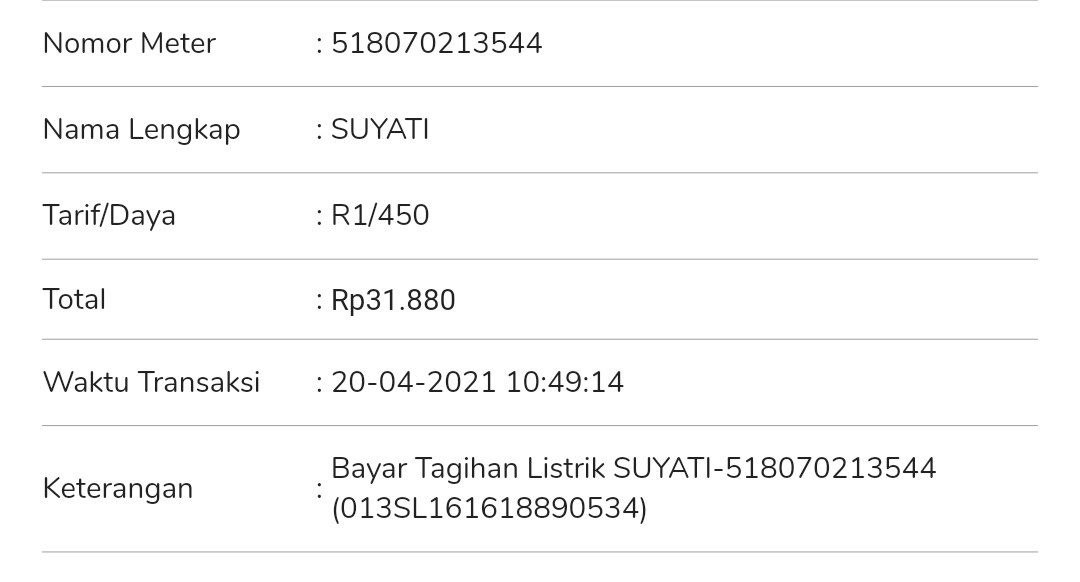 Nomor Meter : 518070213544
Nama Lengkap : SUYATI
Tarif/Daya : R1/450
Total : Rp31.880
Waktu Transaksi : 20-04-2021 10:49:14
Keterangan : Bayar Tagihan Listrik SUYATI-518070213544
(013SL161618890534)